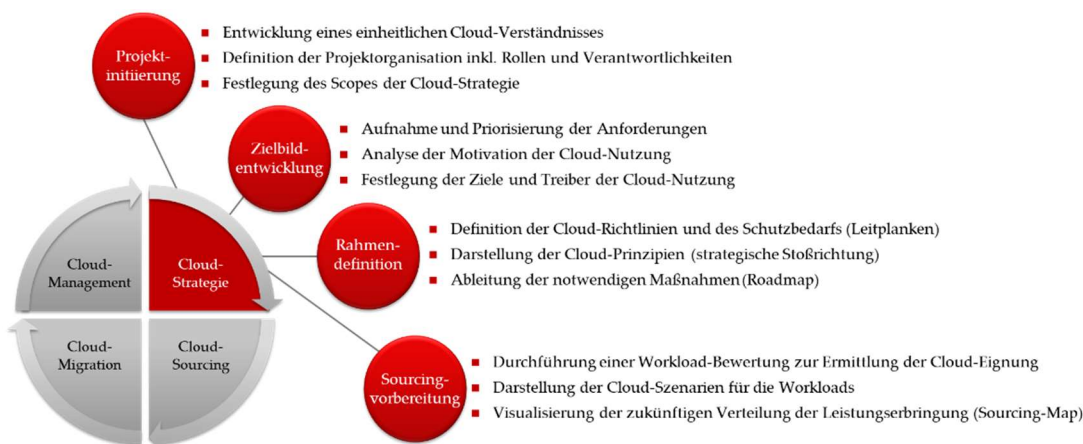 Projekt-
initiierung
Entwicklung eines einheitlichen Cloud-Verständnisses
Definition der Projektorganisation inkl. Rollen und Verantwortlichkeiten
Festlegung des Scopes der Cloud-Strategie
Zielbild-
entwicklung
Aufnahme und Priorisierung der Anforderungen
Analyse der Motivation der Cloud-Nutzung
Festlegung der Ziele und Treiber der Cloud-Nutzung
Rahmen-
definition
Definition der Cloud-Richtlinien und des Schutzbedarfs (Leitplanken)
Darstellung der Cloud-Prinzipien (strategische Stoßrichtung)
Ableitung der notwendigen Maßnahmen (Roadmap)
Sourcing-
vorbereitung
Durchführung einer Workload-Bewertung zur Ermittlung der Cloud-Eignung
Darstellung der Cloud-Szenarien für die Workloads
Visualisierung der zukünftigen Verteilung der Leistungserbringung (Sourcing-Map)
Cloud-
Management
Cloud-
Strategie
Cloud-
Migration
Cloud-
Sourcing